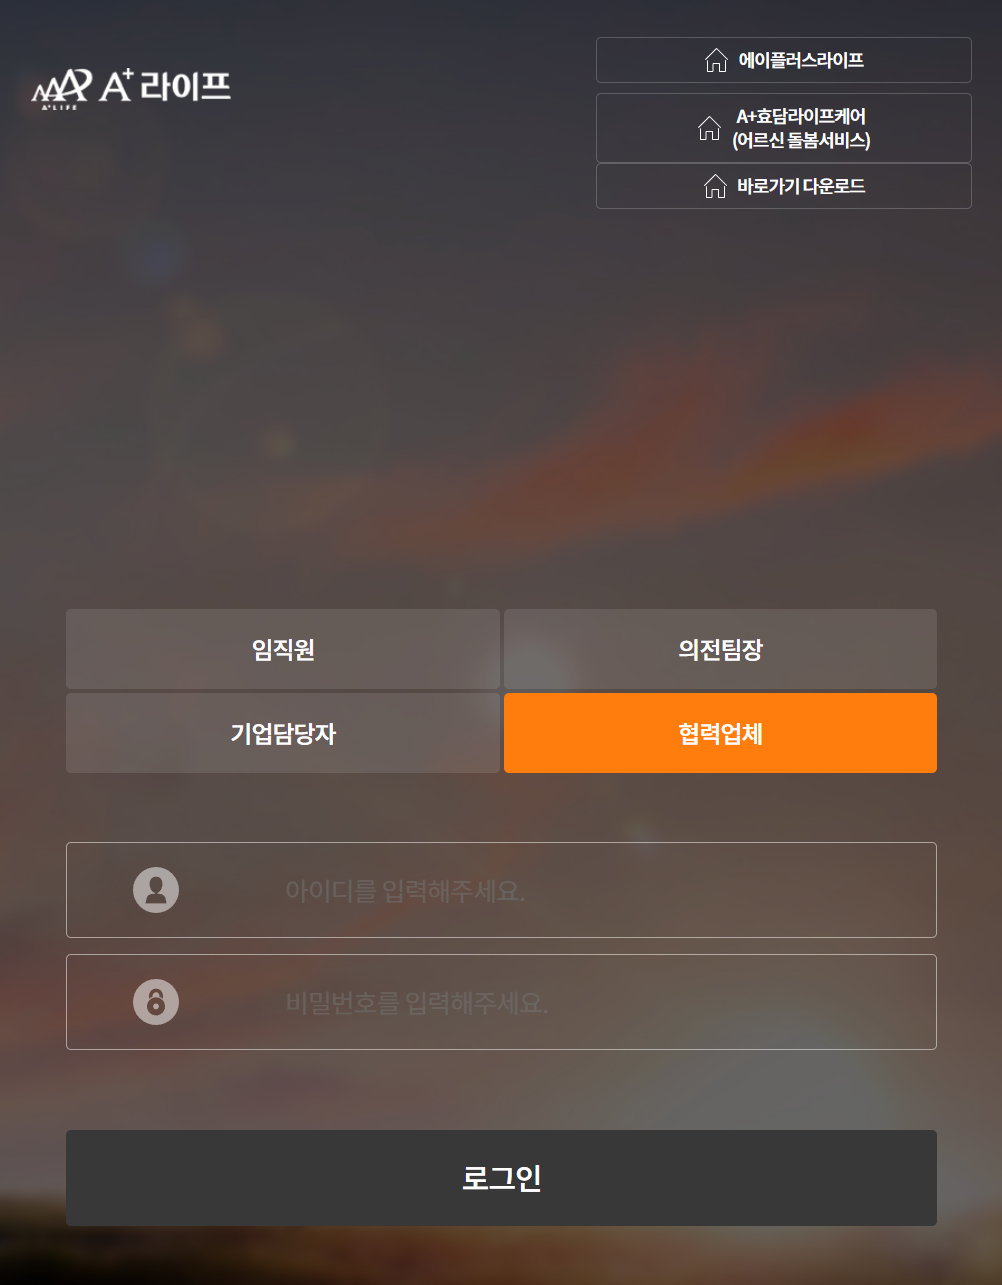 A+ 라이프
A+LIFE
에이플러스라이프
A+효담라이프케어
(어르신 돌봄서비스)
바로가기 다운로드
임직원
의전팀장
기업담당자
협력업체
아이디를 입력해주세요.
비밀번호를 입력해주세요.
로그인